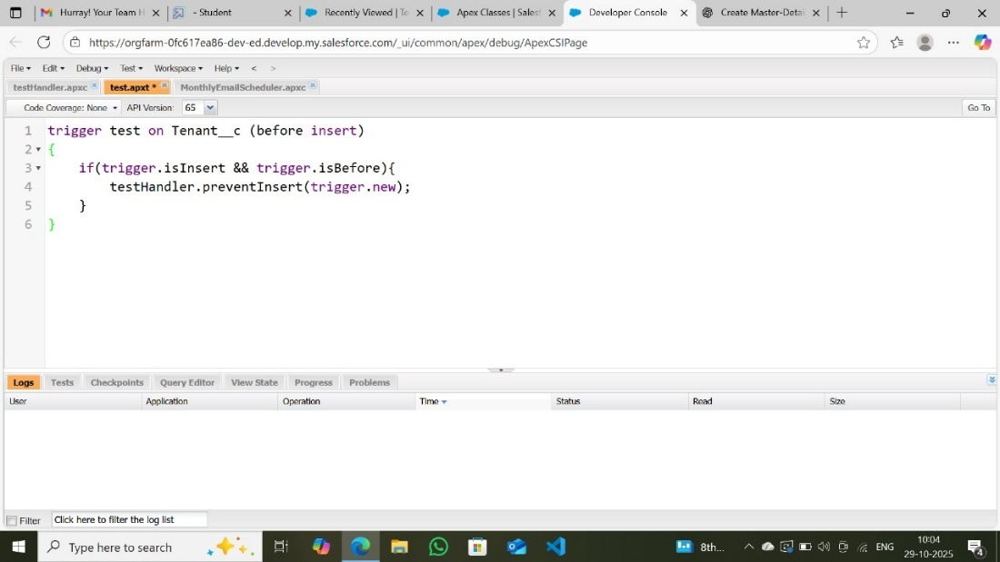 Hurray! Your Team H
- Student
Recently Viewed | Te
Apex Classes | Salesf
Developer Console
Create Master-Detai
https://orgfarm-0fc617ea86-dev-ed.develop.my.salesforce.com/_ui/common/apex/debug/ApexCSIPage
File Edit Debug Test Workspace Help < >
testHandler.apxc test.apxt * MonthlyEmailScheduler.apxc
Code Coverage: None API Version: 65 Go To
1 trigger test on Tenant__c (before insert)
2 {
3 if(trigger.isInsert && trigger.isBefore){
4 testHandler.preventInsert(trigger.new);
5 }
6 }
Logs Tests Checkpoints Query Editor View State Progress Problems
User Application Operation Time Status Read Size
Filter Click here to filter the log list
Type here to search
8th...
ENG
10:04
29-10-2025
4